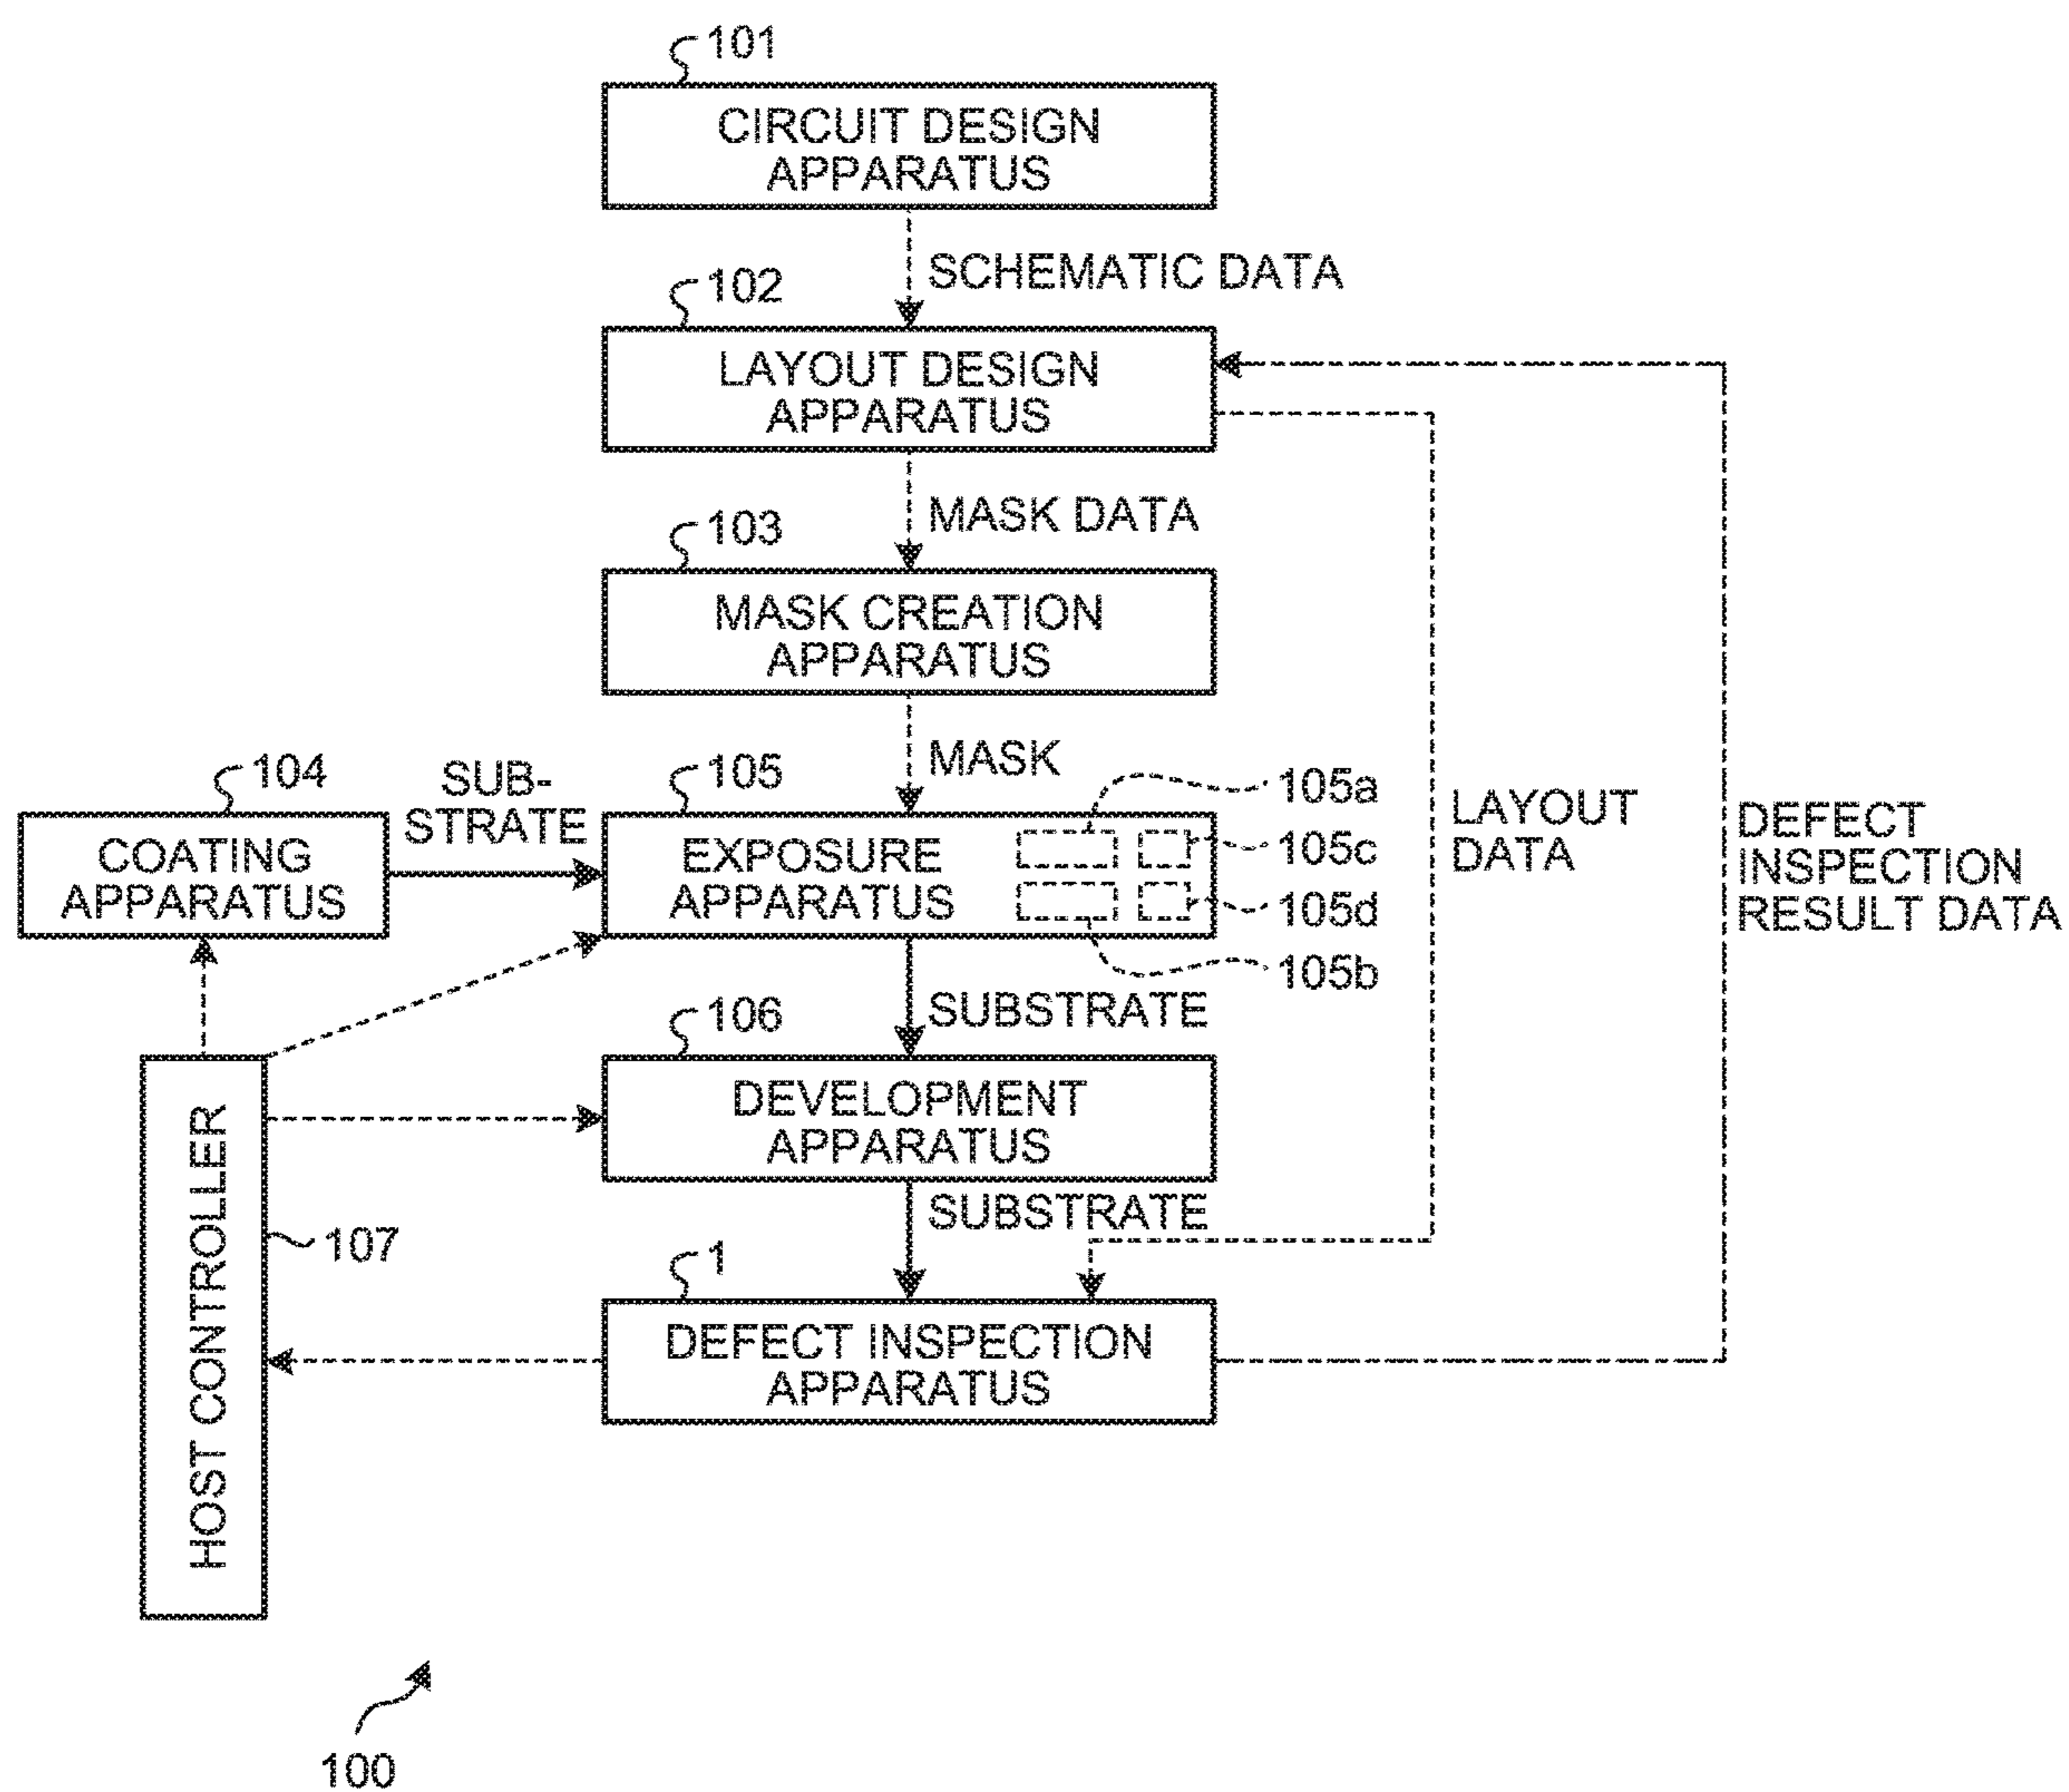 101
CIRCUIT DESIGN
APPARATUS
SCHEMATIC DATA
102
LAYOUT DESIGN
APPARATUS
MASK DATA
103
MASK CREATION
APPARATUS
MASK
104
SUB-
STRATE
105
105a
105c
105d
105b
COATING
APPARATUS
EXPOSURE
APPARATUS
LAYOUT
DATA
DEFECT
INSPECTION
RESULT DATA
SUBSTRATE
106
DEVELOPMENT
APPARATUS
SUBSTRATE
HOST CONTROLLER
107
1
DEFECT INSPECTION
APPARATUS
100